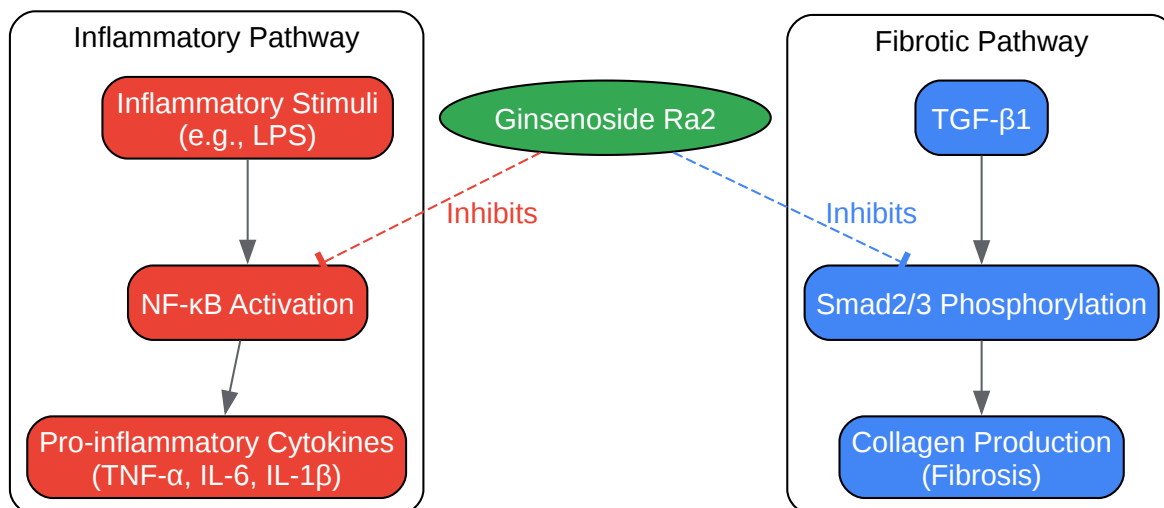 Inflammatory Pathway
Inflammatory Stimuli
(e.g., LPS)
NF-κB Activation
Pro-inflammatory Cytokines
(TNF-α, IL-6, IL-1β)
Ginsenoside Ra2
Inhibits
Inhibits
Fibrotic Pathway
TGF-β1
Smad2/3 Phosphorylation
Collagen Production
(Fibrosis)